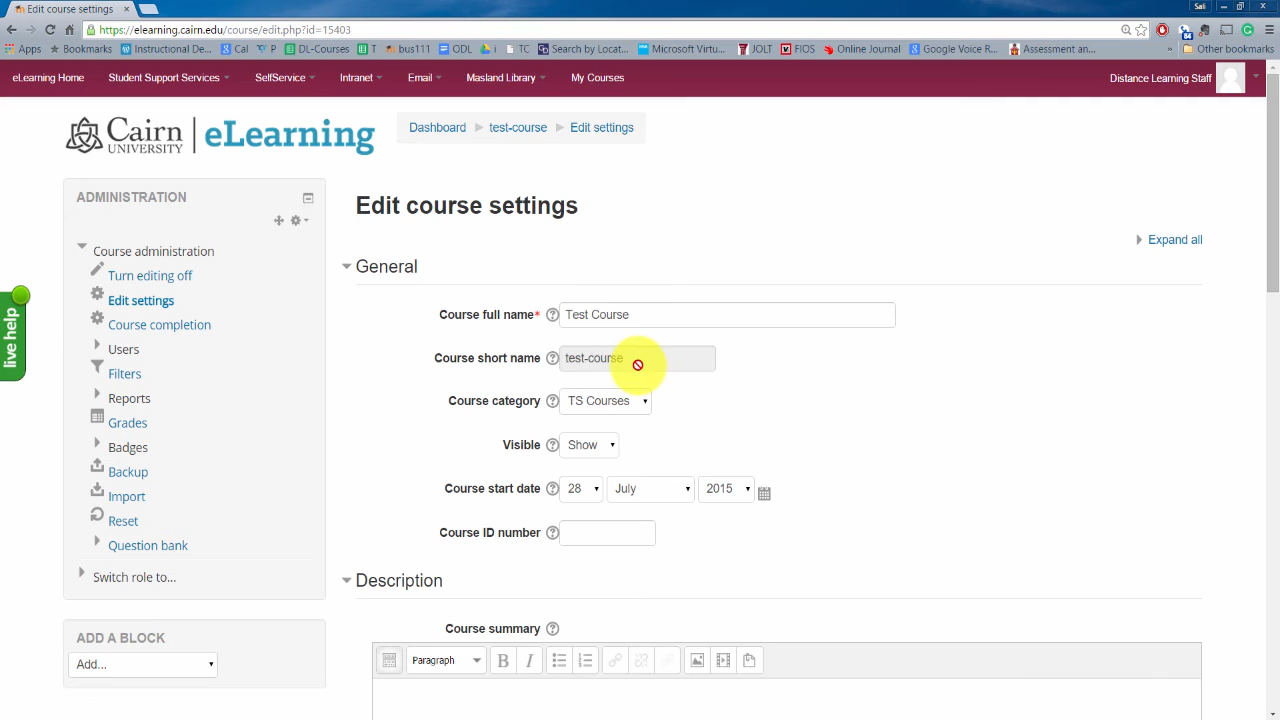 Edit course settings
Sali
https://elearning.cairn.edu/course/edit.php?id=15403
Apps Bookmarks Instructional De... Cal P DL-Courses T bus111 ODL i TC Search by Locat... Microsoft Virtu... JOLT FIOS Online Journal Google Voice R... Assessment an... » Other bookmarks
eLearning Home Student Support Services SelfService Intranet Email Masland Library My Courses Distance Learning Staff
Cairn UNIVERSITY eLearning
Dashboard test-course Edit settings
ADMINISTRATION
Course administration
Turn editing off
Edit settings
Course completion
Users
Filters
Reports
Grades
Badges
Backup
Import
Reset
Question bank
Switch role to...
ADD A BLOCK
Add...
live help
Edit course settings
Expand all
General
Course full name* Test Course
Course short name test-course
Course category TS Courses
Visible Show
Course start date 28 July 2015
Course ID number
Description
Course summary
Paragraph B I